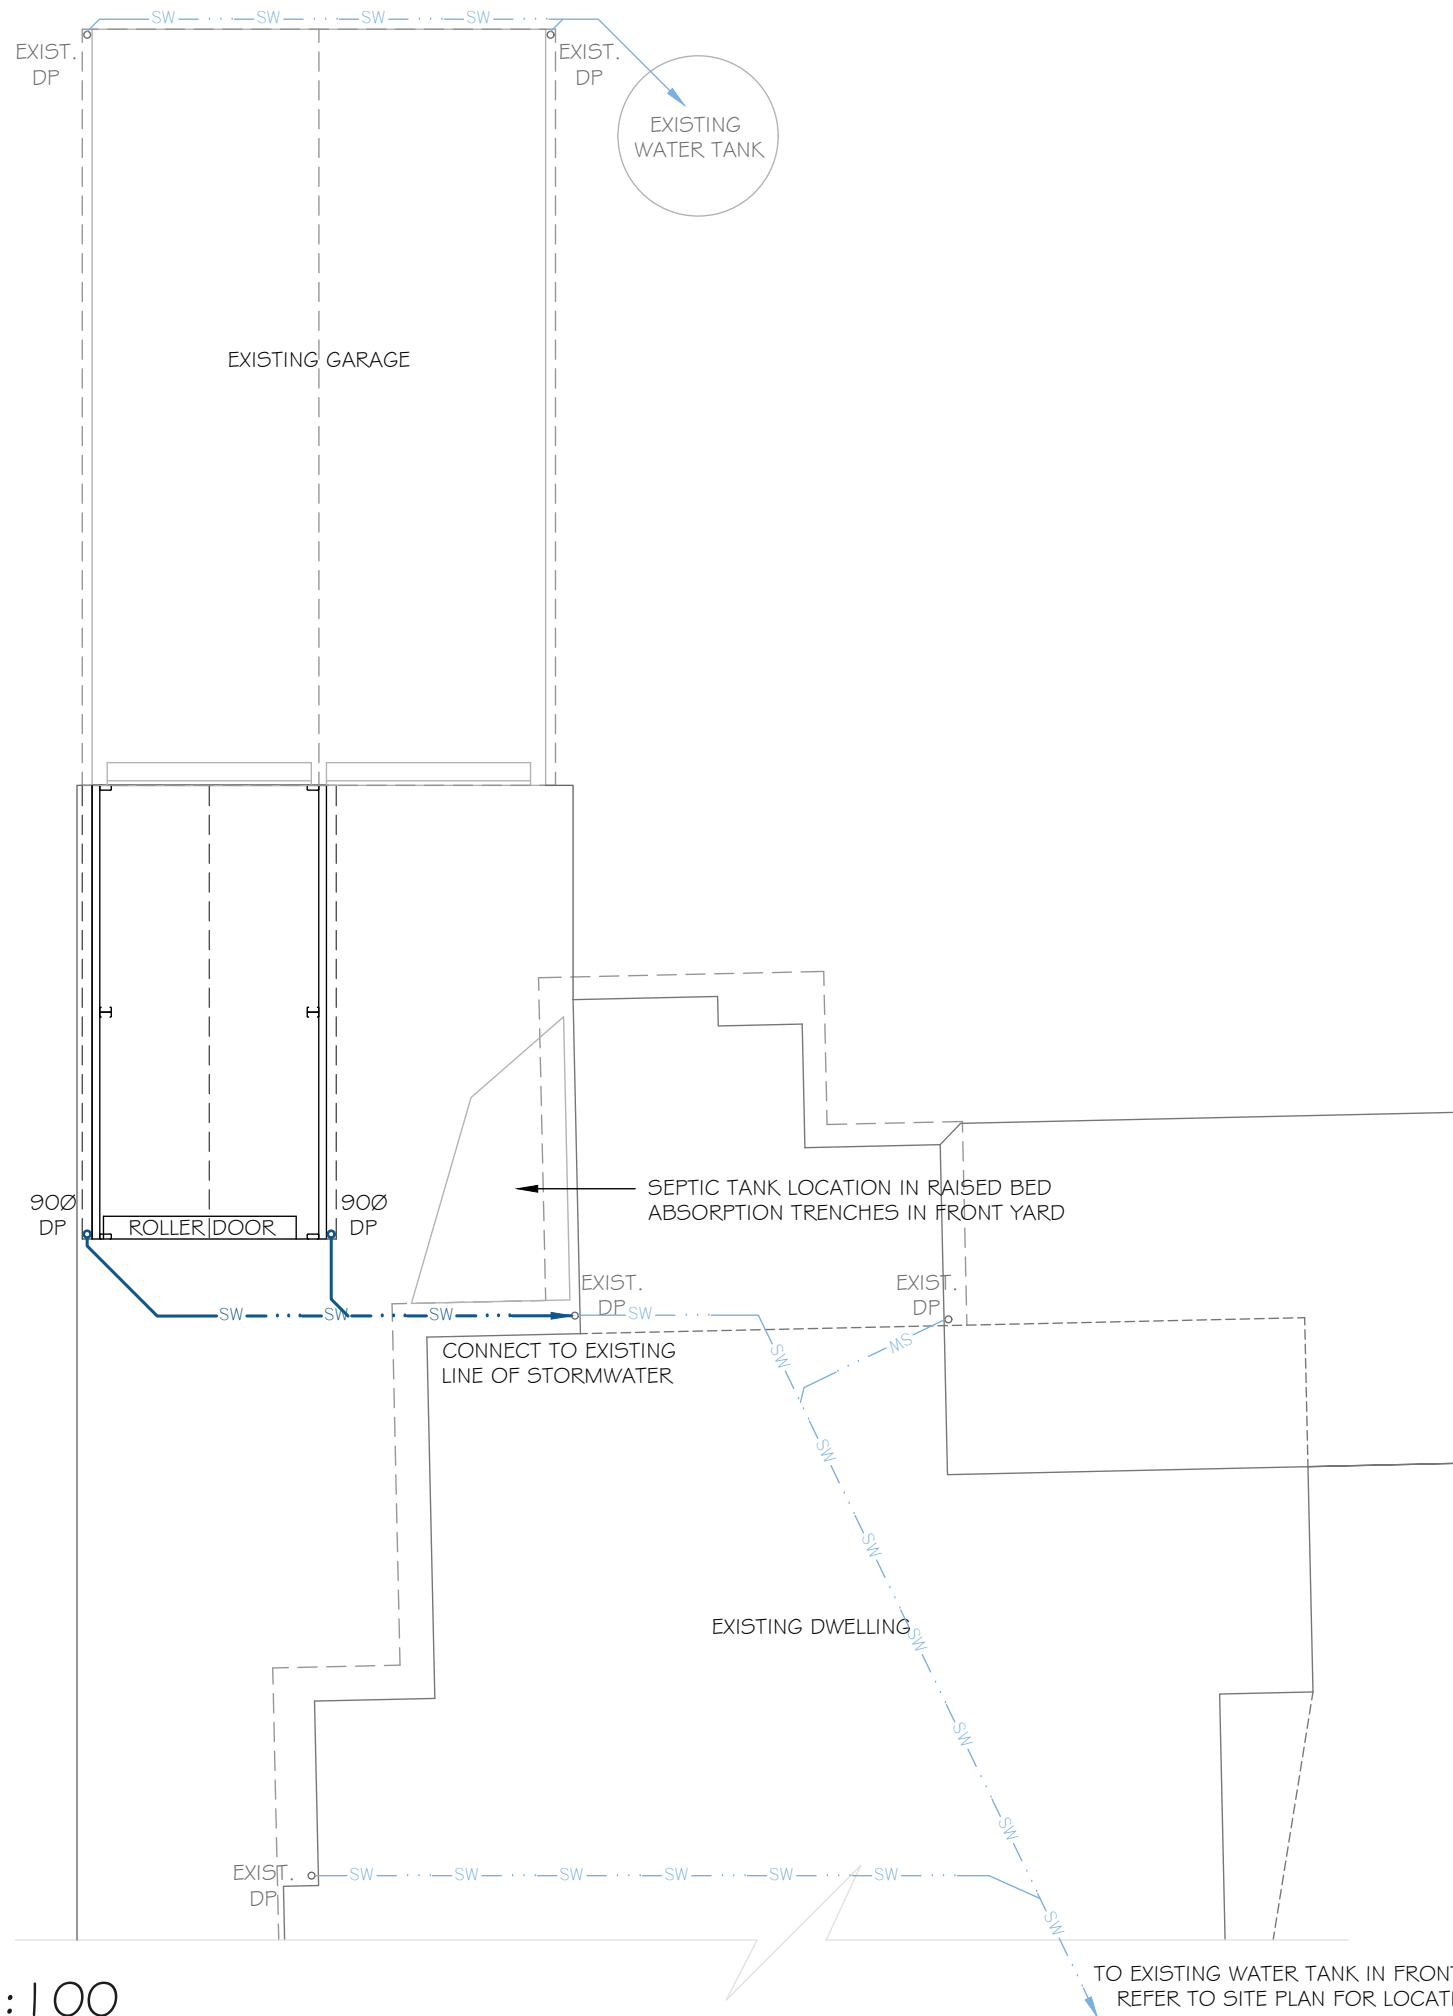 SW SW SW SW
EXIST.
DP
EXIST.
DP
EXISTING
WATER TANK
EXISTING GARAGE
90Ø
DP
ROLLER DOOR
90Ø
DP
SEPTIC TANK LOCATION IN RAISED BED
ABSORPTION TRENCHES IN FRONT YARD
EXIST.
DP
EXIST.
DP
SW SW SW SW
SW
SW
CONNECT TO EXISTING
LINE OF STORMWATER
SW
SW
EXISTING DWELLING
SW
SW
SW
EXIST.
DP
SW SW SW SW SW SW
SW
TO EXISTING WATER TANK IN FRONT
REFER TO SITE PLAN FOR LOCATI
:100